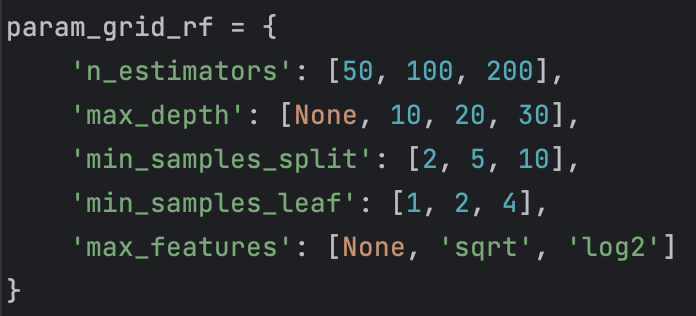 param_grid_rf = {
    'n_estimators': [50, 100, 200],
    'max_depth': [None, 10, 20, 30],
    'min_samples_split': [2, 5, 10],
    'min_samples_leaf': [1, 2, 4],
    'max_features': [None, 'sqrt', 'log2']
}